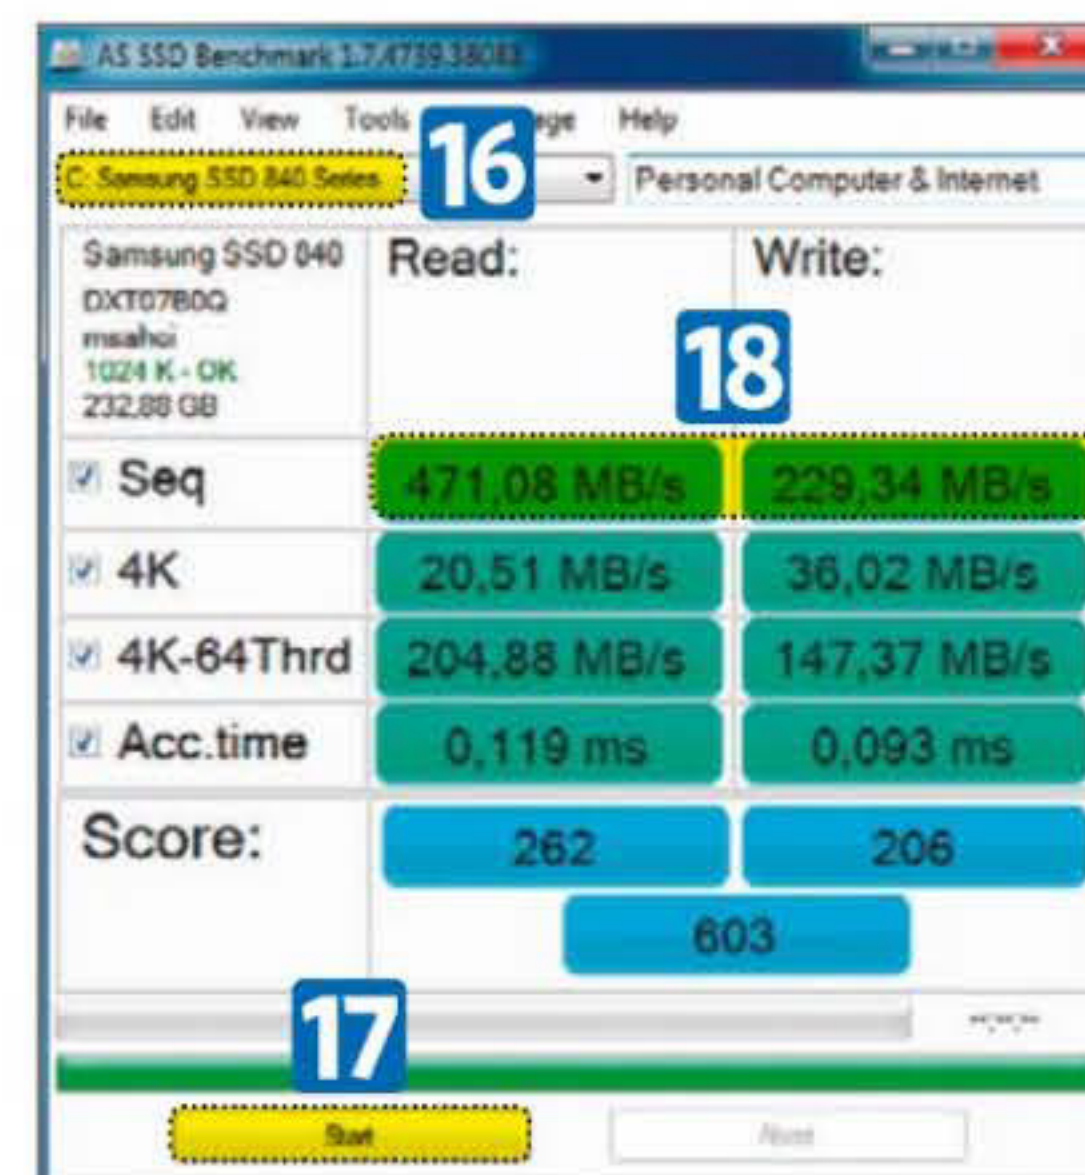 AS SSD Benchmark 1.7.4739.38088
File Edit View Tools age Help
16
C: Samsung SSD 840 Series
Personal Computer & Internet
Samsung SSD 840
DXT07B0Q
msahci
1024 K - OK
232,88 GB
Read:
Write:
18
Seq 471,08 MB/s 229,34 MB/s
4K 20,51 MB/s 36,02 MB/s
4K-64Thrd 204,88 MB/s 147,37 MB/s
Acc.time 0,119 ms 0,093 ms
Score: 262 206
603
17
--:--:--
Start Abort